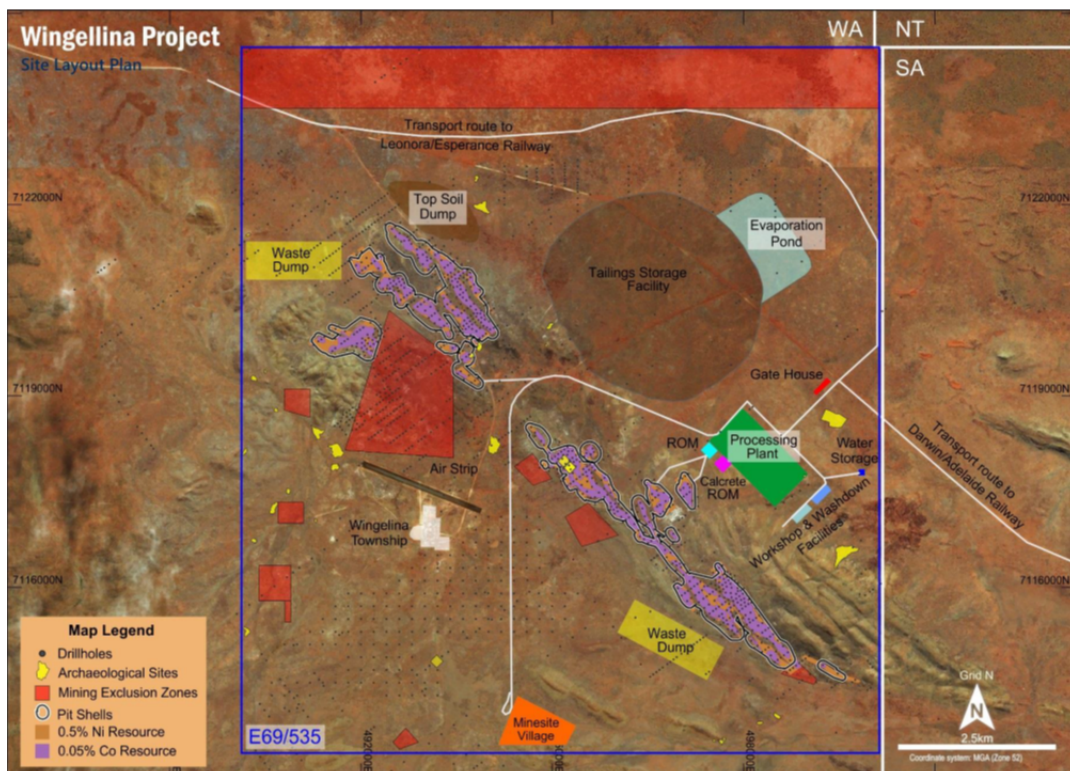 Wingellina Project
Site Layout Plan
WA
NT
SA
Transport route to
Leonora/Esperance Railway
7122000N
7122000N
Top Soil
Dump
Evaporation
Pond
Waste
Dump
Tailings Storage
Facility
7119000N
7119000N
Gate House
ROM
Processing
Plant
Water
Storage
Calcrete
ROM
Air Strip
Transport route to
Darwin/Adelaide Railway
Wingelina
Township
Workshop & Washdown
Facilities
7116000N
7116000N
Waste
Dump
Map Legend
Drillholes
Archaeological Sites
Mining Exclusion Zones
Pit Shells
0.5% Ni Resource
0.05% Co Resource
E69/535
Minesite
Village
Grid N
N
2.5km
Coordinate system: MGA (Zone 52)